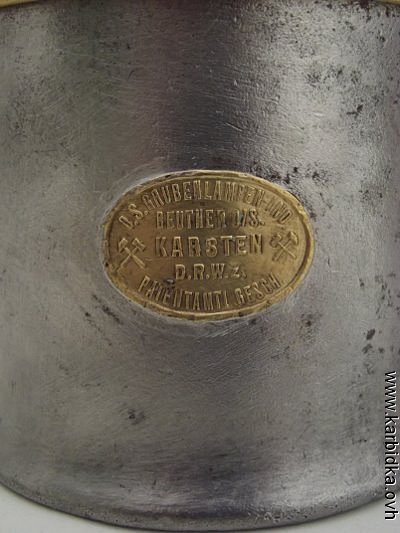 O.S. GRUBENLAMPEN-IND.
BEUTHEN O/S.
KARSTEN
D.R.W.z.
PATENTAMTL. GESCH.
www.karbidka.ovh